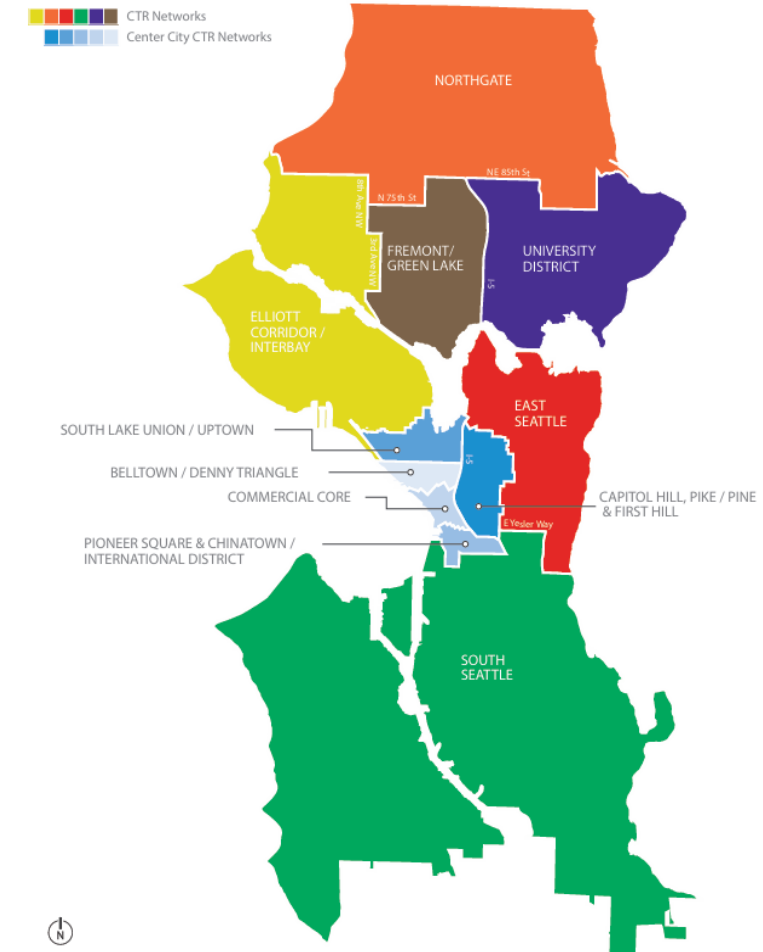 CTR Networks
Center City CTR Networks
NORTHGATE
NE 85th St
N 75th St
8th Ave NW
3rd Ave NW
FREMONT/
GREEN LAKE
UNIVERSITY
DISTRICT
I-5
ELLIOTT
CORRIDOR /
INTERBAY
EAST
SEATTLE
SOUTH LAKE UNION / UPTOWN
I-5
BELLTOWN / DENNY TRIANGLE
COMMERCIAL CORE
CAPITOL HILL, PIKE / PINE
& FIRST HILL
E Yesler Way
PIONEER SQUARE & CHINATOWN /
INTERNATIONAL DISTRICT
SOUTH
SEATTLE
N